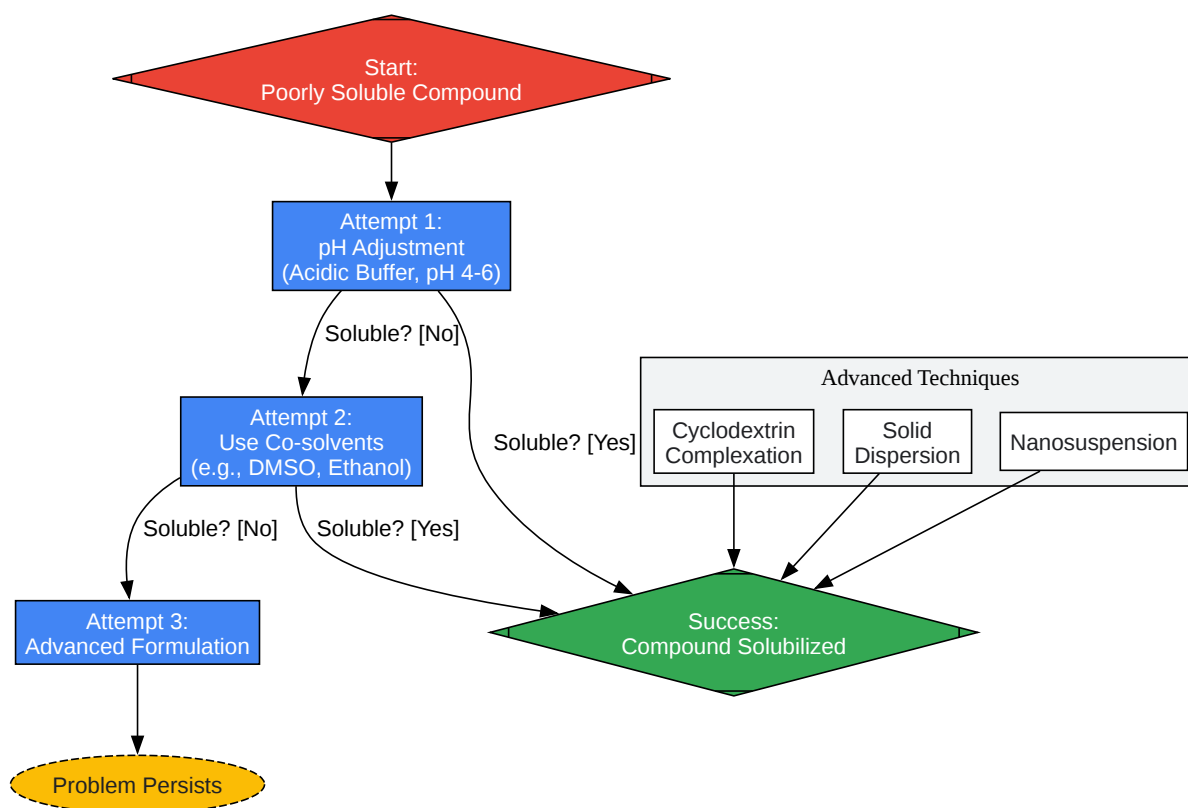 Start:
Poorly Soluble Compound
Attempt 1:
pH Adjustment
(Acidic Buffer, pH 4-6)
Soluble? [No]
Attempt 2:
Use Co-solvents
(e.g., DMSO, Ethanol)
Soluble? [Yes]
Advanced Techniques
Cyclodextrin
Complexation
Solid
Dispersion
Nanosuspension
Soluble? [No]
Soluble? [Yes]
Attempt 3:
Advanced Formulation
Success:
Compound Solubilized
Problem Persists